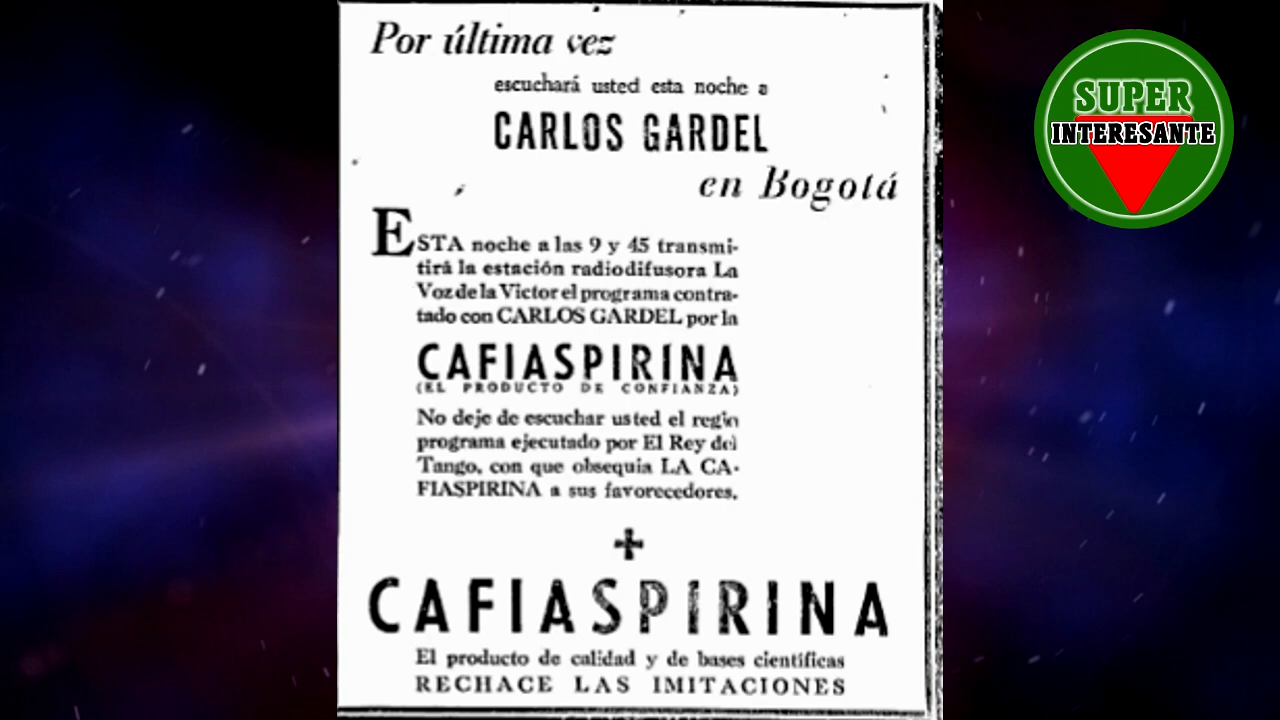 Por última vez
escuchará usted esta noche a
CARLOS GARDEL
en Bogotá
ESTA noche a las 9 y 45 transmi-
tirá la estación radiodifusora La
Voz de la Victor el programa contra-
tado con CARLOS GARDEL por la
CAFIASPIRINA
(EL PRODUCTO DE CONFIANZA)
No deje de escuchar usted el regio
programa ejecutado por El Rey del
Tango, con que obsequia LA CA-
FIASPIRINA a sus favorecedores.
CAFIASPIRINA
El producto de calidad y de bases científicas
RECHACE LAS IMITACIONES
SUPER
INTERESANTE